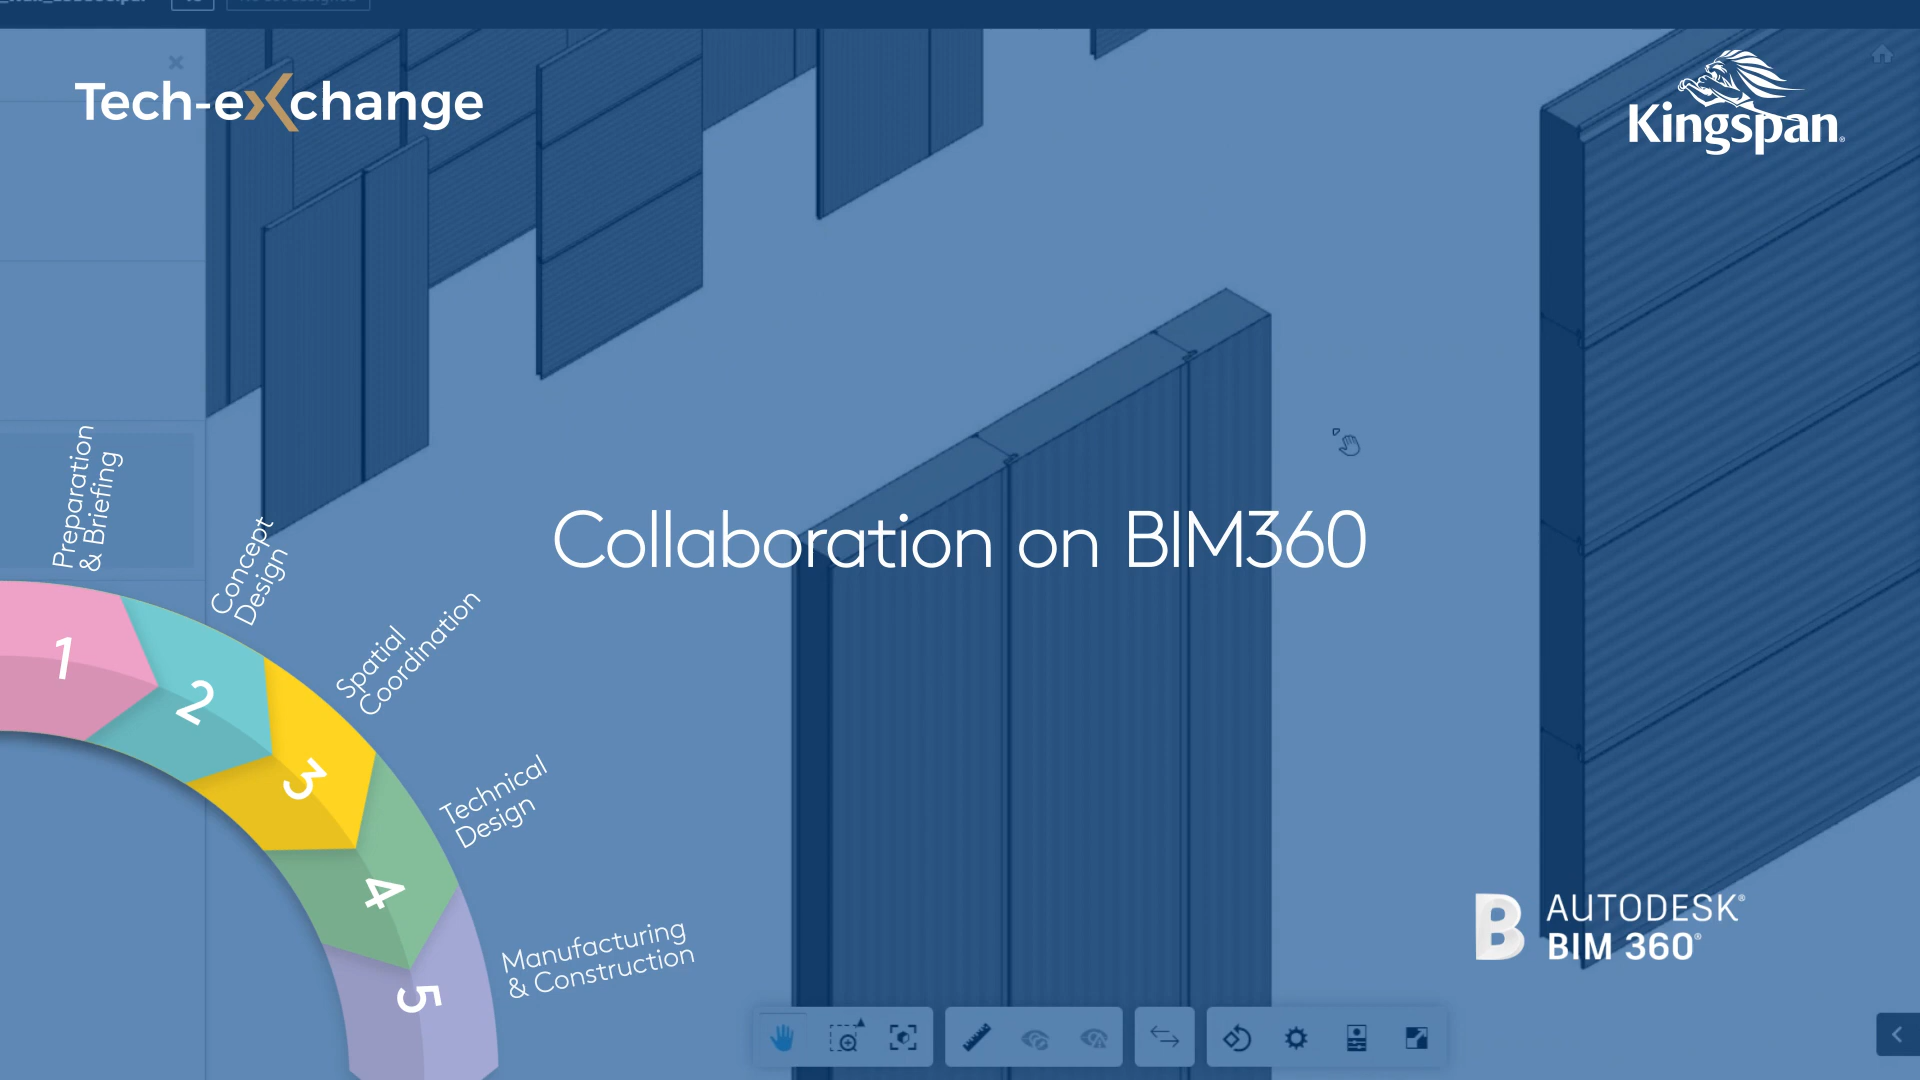 Tech-eXchange
Kingspan®
Collaboration on BIM360
Preparation
& Briefing
Concept
Design
Spatial
Coordination
Technical
Design
Manufacturing
& Construction
1
2
3
4
5
B
AUTODESK®
BIM 360®